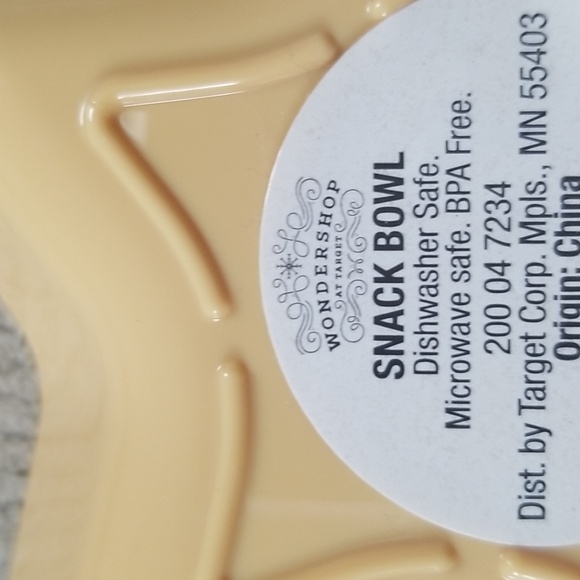 WONDERSHOP
AT TARGET
SNACK BOWL
Dishwasher Safe.
Microwave safe. BPA Free.
200 04 7234
Dist. by Target Corp. Mpls., MN 55403
Origin: China